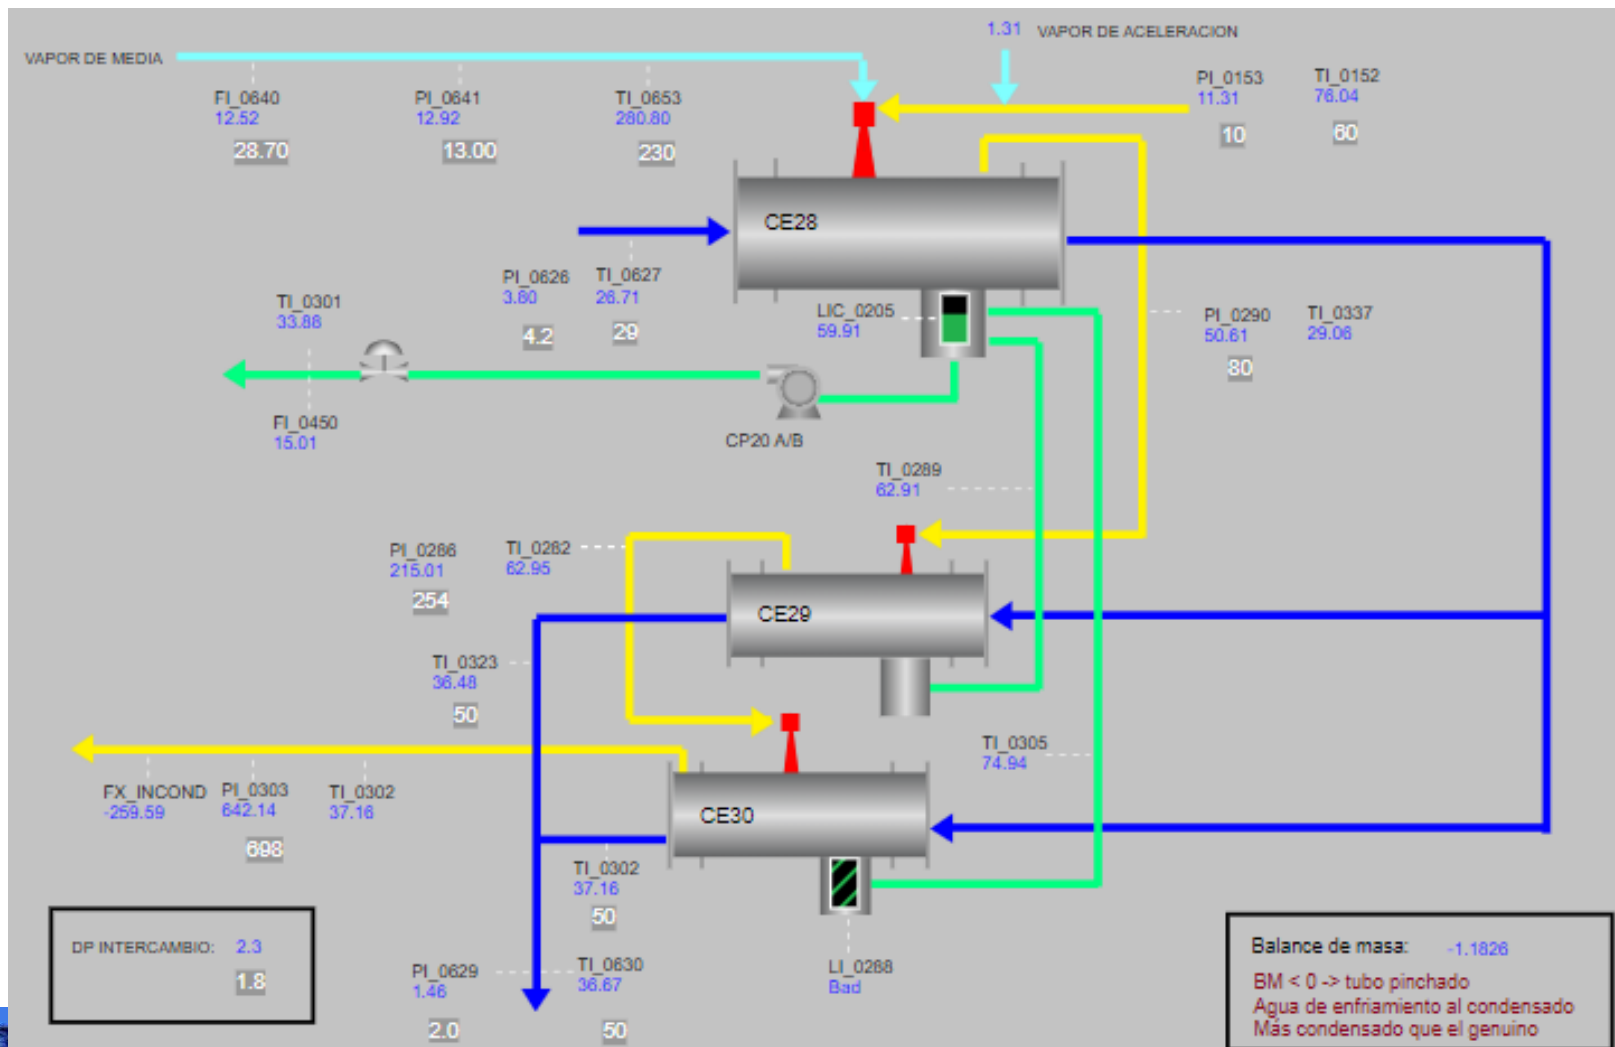 1.31 VAPOR DE ACELERACION
VAPOR DE MEDIA
FI_0640
12.52
28.70
PI_0641
12.92
13.00
TI_0653
280.80
230
PI_0153
11.31
10
TI_0152
76.04
60
CE28
PI_0626
3.80
4.2
TI_0627
26.71
29
LIC_0205
59.91
PI_0290
50.61
80
TI_0337
29.06
TI_0301
33.88
FI_0450
15.01
CP20 A/B
TI_0289
62.91
PI_0286
215.01
254
TI_0282
62.95
CE29
TI_0323
36.48
50
TI_0305
74.94
FX_INCOND
-259.59
PI_0303
642.14
698
TI_0302
37.16
CE30
TI_0302
37.16
50
LI_0288
Bad
DP INTERCAMBIO: 2.3
1.8
PI_0629
1.46
2.0
TI_0630
36.67
50
Balance de masa: -1.1826
BM < 0 -> tubo pinchado
Agua de enfriamiento al condensado
Más condensado que el genuino